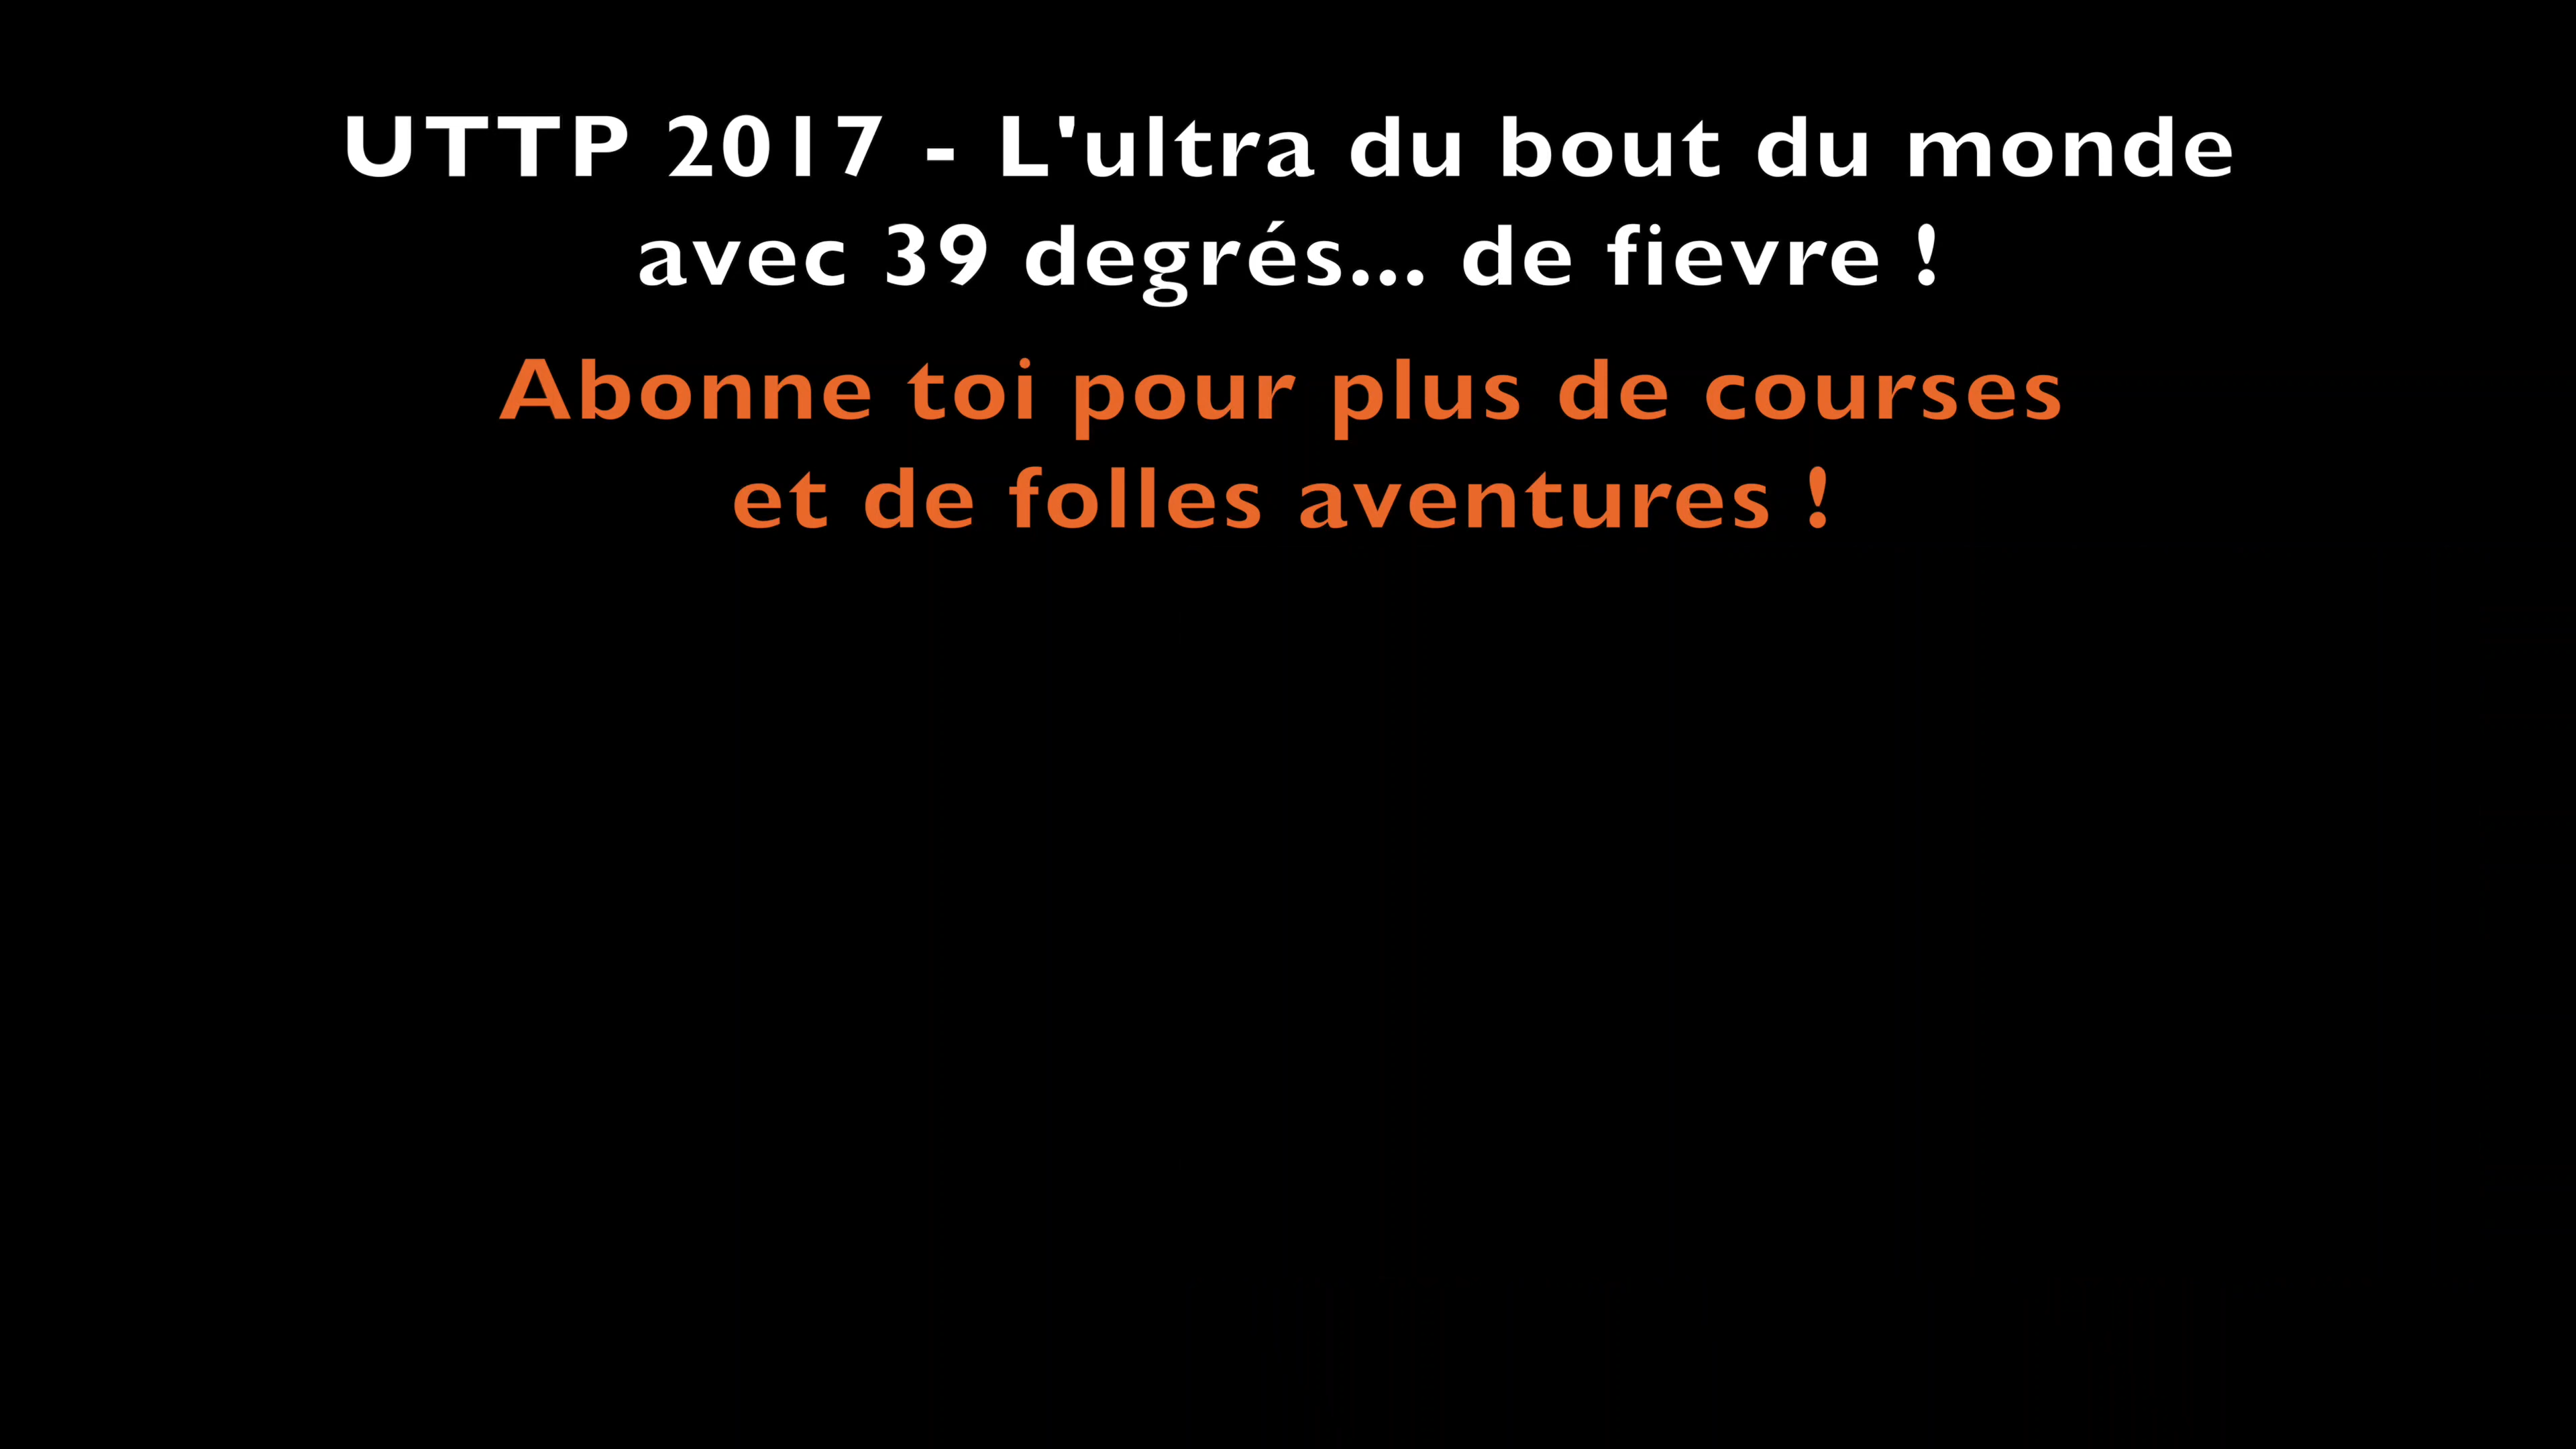 UTTP 2017 - L'ultra du bout du monde
avec 39 degrés... de fievre !
Abonne toi pour plus de courses
et de folles aventures !